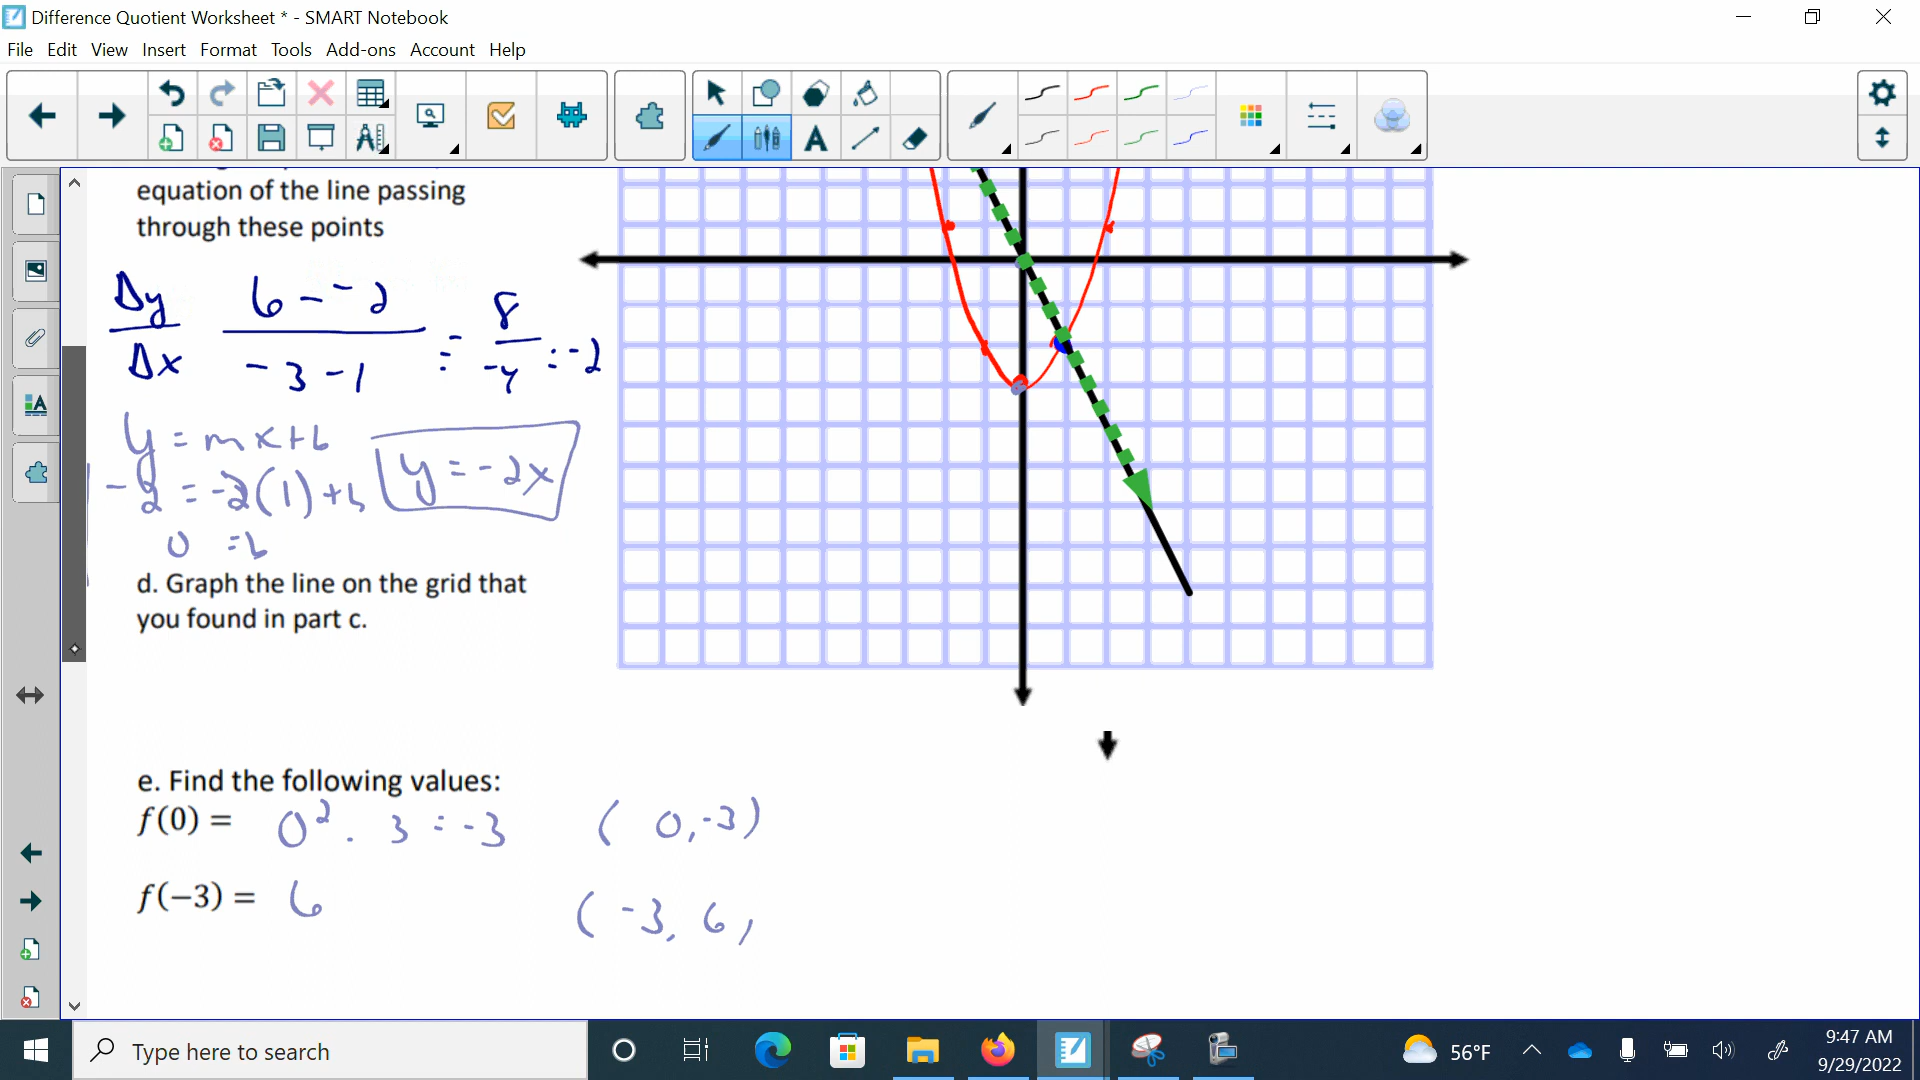 Difference Quotient Worksheet * - SMART Notebook
File Edit View Insert Format Tools Add-ons Account Help
equation of the line passing
through these points
Δy/Δx 6 - -2/-3 - 1 = 8/-4 = -2
y = mx + b
-2 = -2(1) + b
y = -2x
0 = b
d. Graph the line on the grid that
you found in part c.
e. Find the following values:
f(0) = 0² - 3 = -3 (0, -3)
f(−3) = 6 (-3, 6)
Type here to search
56°F
9:47 AM
9/29/2022